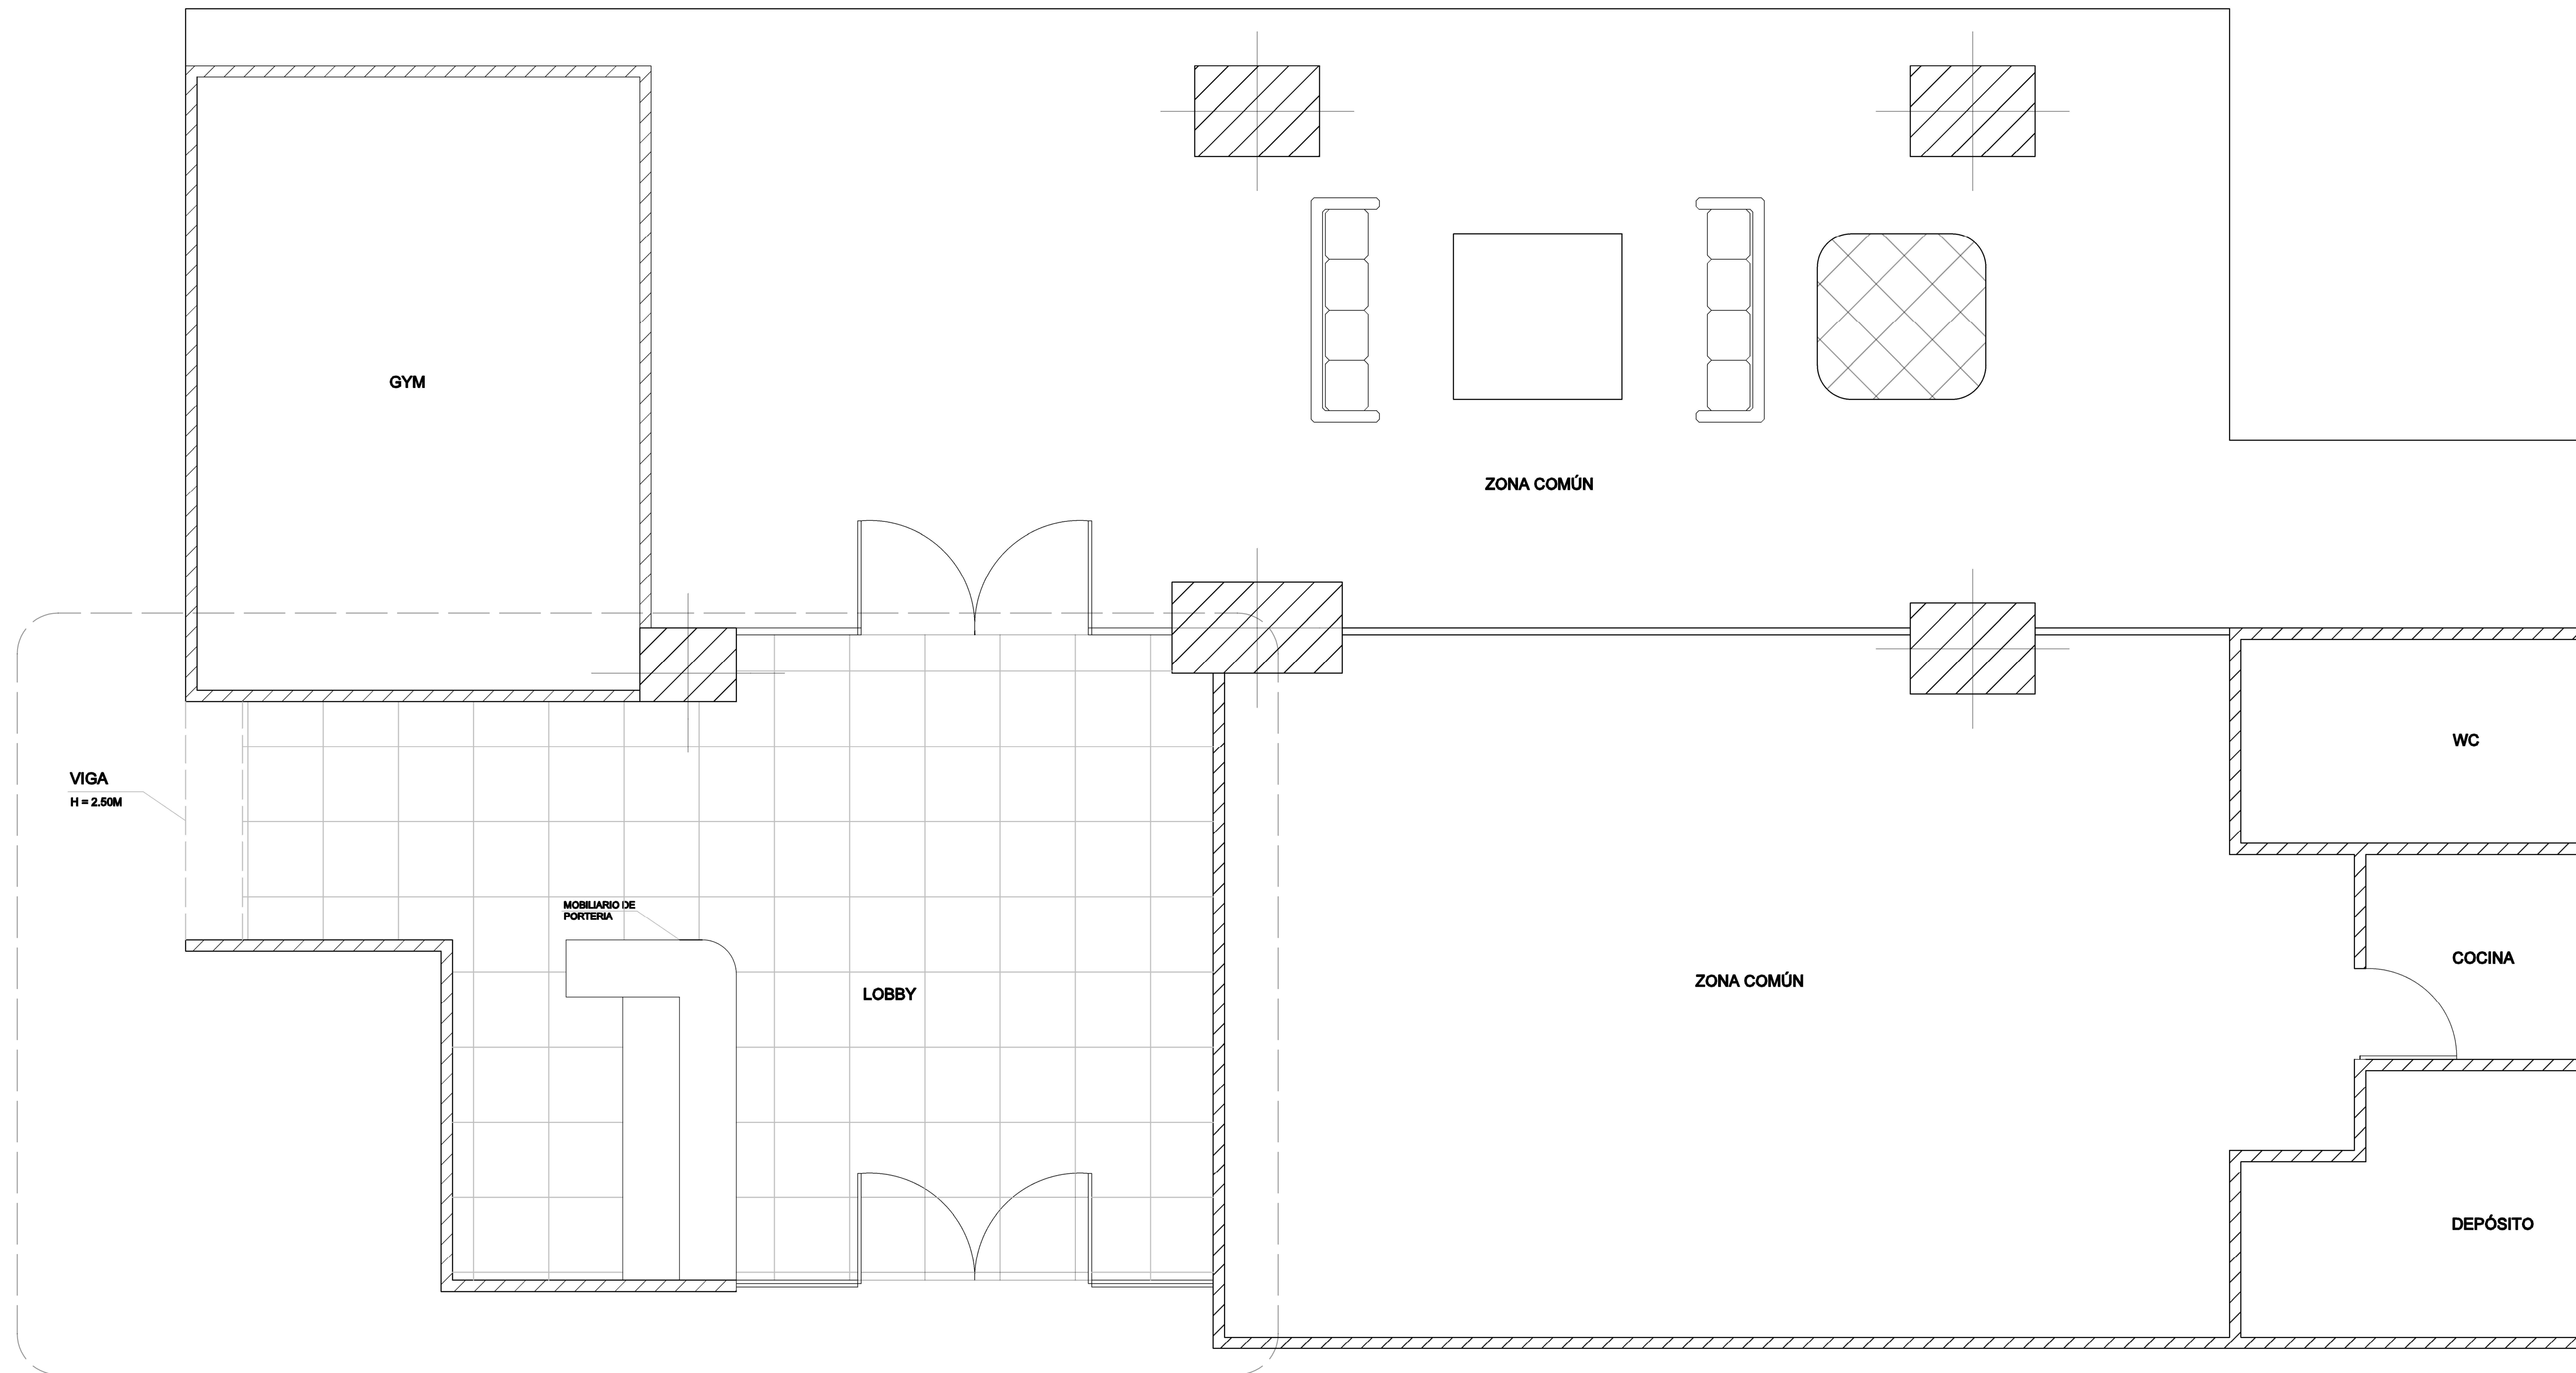 GYM
ZONA COMÚN
VIGA
H = 2.50M
WC
MOBILIARIO DE
PORTERIA
LOBBY
ZONA COMÚN
COCINA
DEPÓSITO